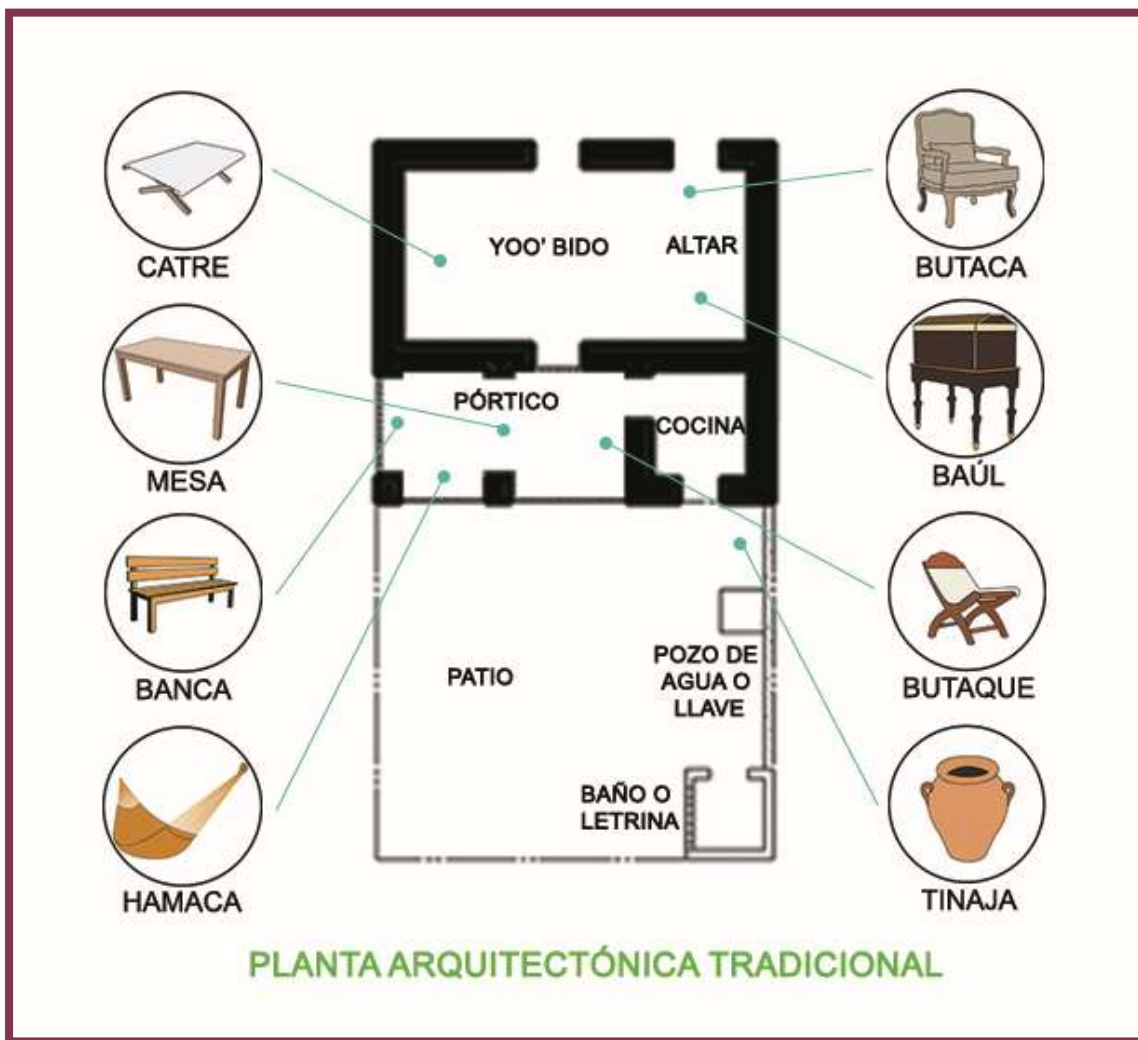 CATRE
MESA
BANCA
HAMACA
YOO' BIDO
ALTAR
PÓRTICO
COCINA
PATIO
POZO DE
AGUA O
LLAVE
BAÑO O
LETRINA
BUTACA
BAÚL
BUTAQUE
TINAJA
PLANTA ARQUITECTÓNICA TRADICIONAL